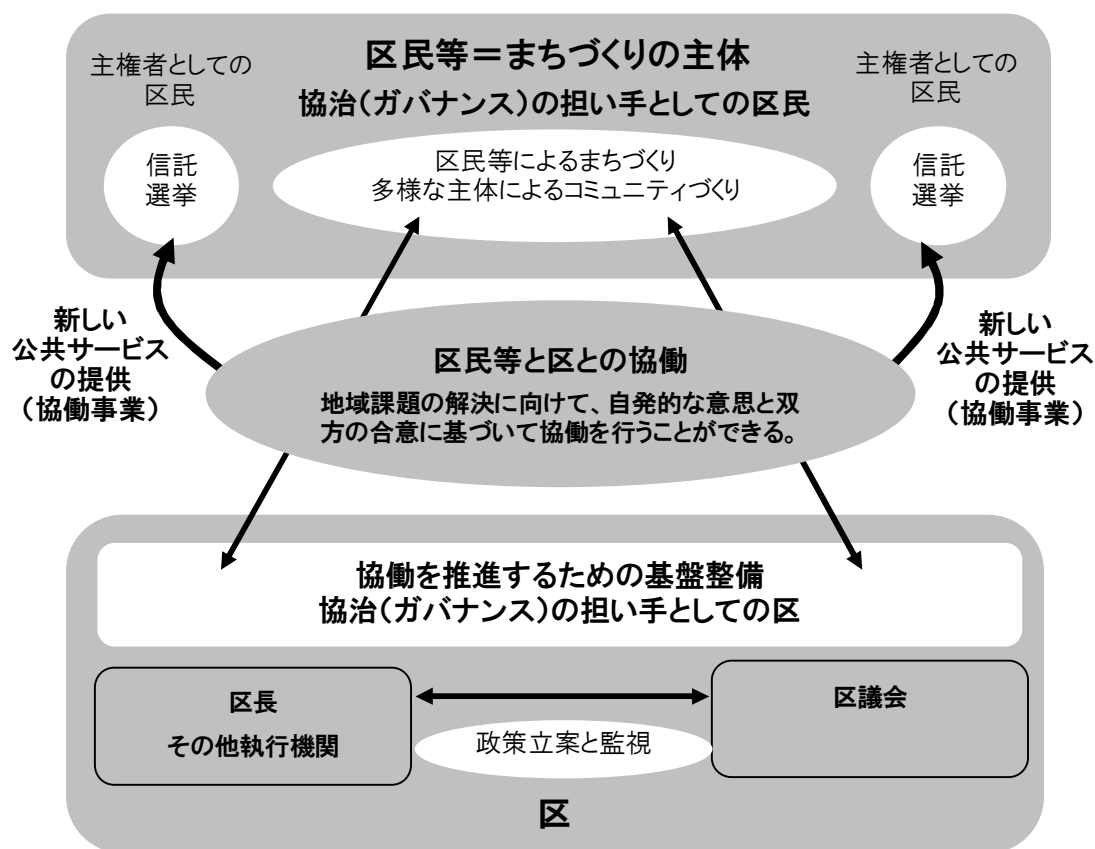 区民等＝まちづくりの主体
協治（ガバナンス）の担い手としての区民
主権者としての
区民
信託
選挙
区民等によるまちづくり
多様な主体によるコミュニティづくり
主権者としての
区民
信託
選挙
新しい
公共サービス
の提供
（協働事業）
区民等と区との協働
地域課題の解決に向けて、自発的な意思と双
方の合意に基づいて協働を行うことができる。
新しい
公共サービス
の提供
（協働事業）
協働を推進するための基盤整備
協治（ガバナンス）の担い手としての区
区長
その他執行機関
政策立案と監視
区議会
区